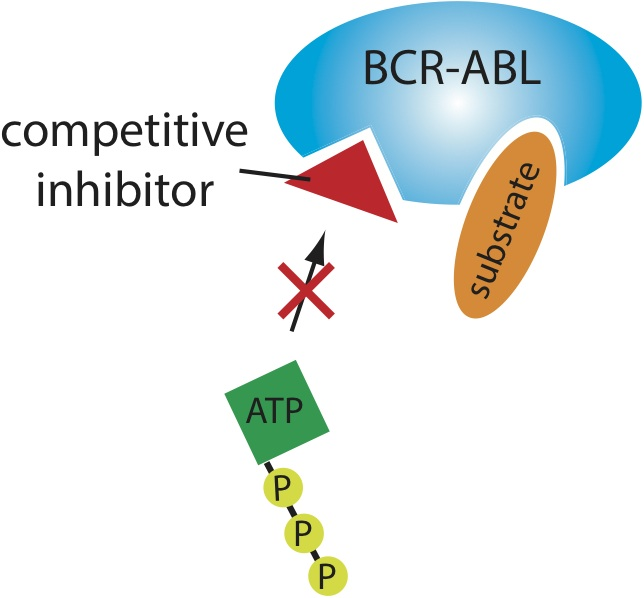 BCR-ABL
competitive
inhibitor
substrate
ATP
P
P
P